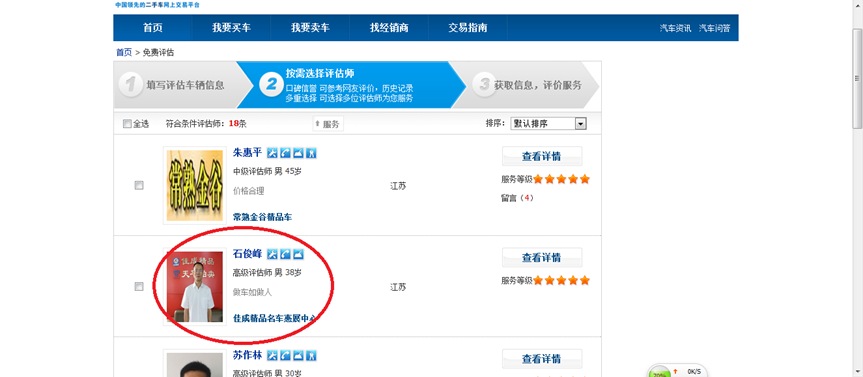 中国领先的二手车网上交易平台
首页 我要买车 我要卖车 找经销商 交易指南 汽车资讯 汽车问答
首页 > 免费评估
1 填写评估车辆信息
2 按需选择评估师
口碑信誉 可参考网友评价，历史记录
多重选择 可选择多位评估师为您服务
3 获取信息，评价服务
全选 符合条件评估师：18条 服务 排序： 默认排序
常熟金谷
朱惠平
中级评估师 男 45岁
价格合理
常熟金谷精品车
江苏
查看详情
服务等级
留言（4）
石俊峰
高级评估师 男 38岁
做车如做人
佳成精品名车惠展中心
江苏
查看详情
服务等级
苏作林
高级评估师 男 30岁
查看详情
70%
0K/S